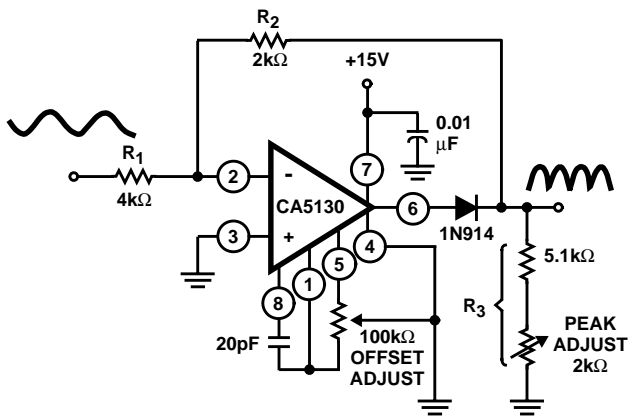 R2
2kΩ
+15V
0.01
μF
R1
4kΩ
2
-
7
CA5130
6
1N914
3
+
4
5
1
8
5.1kΩ
R3
20pF
100kΩ
OFFSET
ADJUST
PEAK
ADJUST
2kΩ